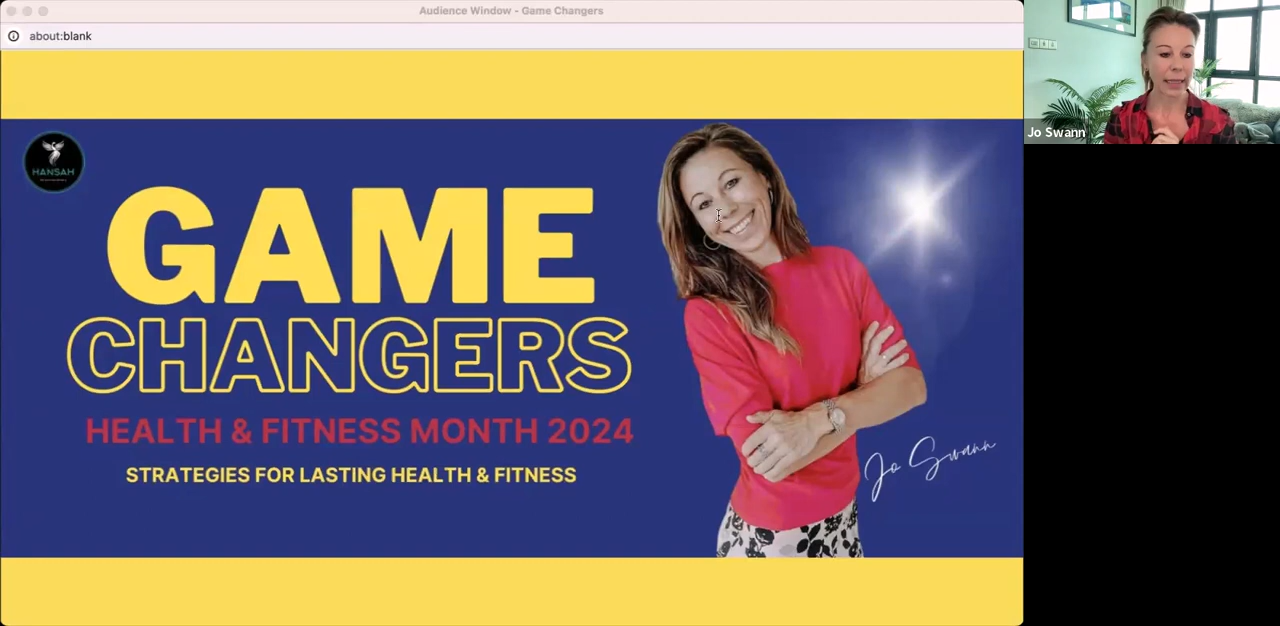 Audience Window - Game Changers
about:blank
HANSAH
GAME
CHANGERS
HEALTH & FITNESS MONTH 2024
STRATEGIES FOR LASTING HEALTH & FITNESS
Jo Swann
Jo Swann